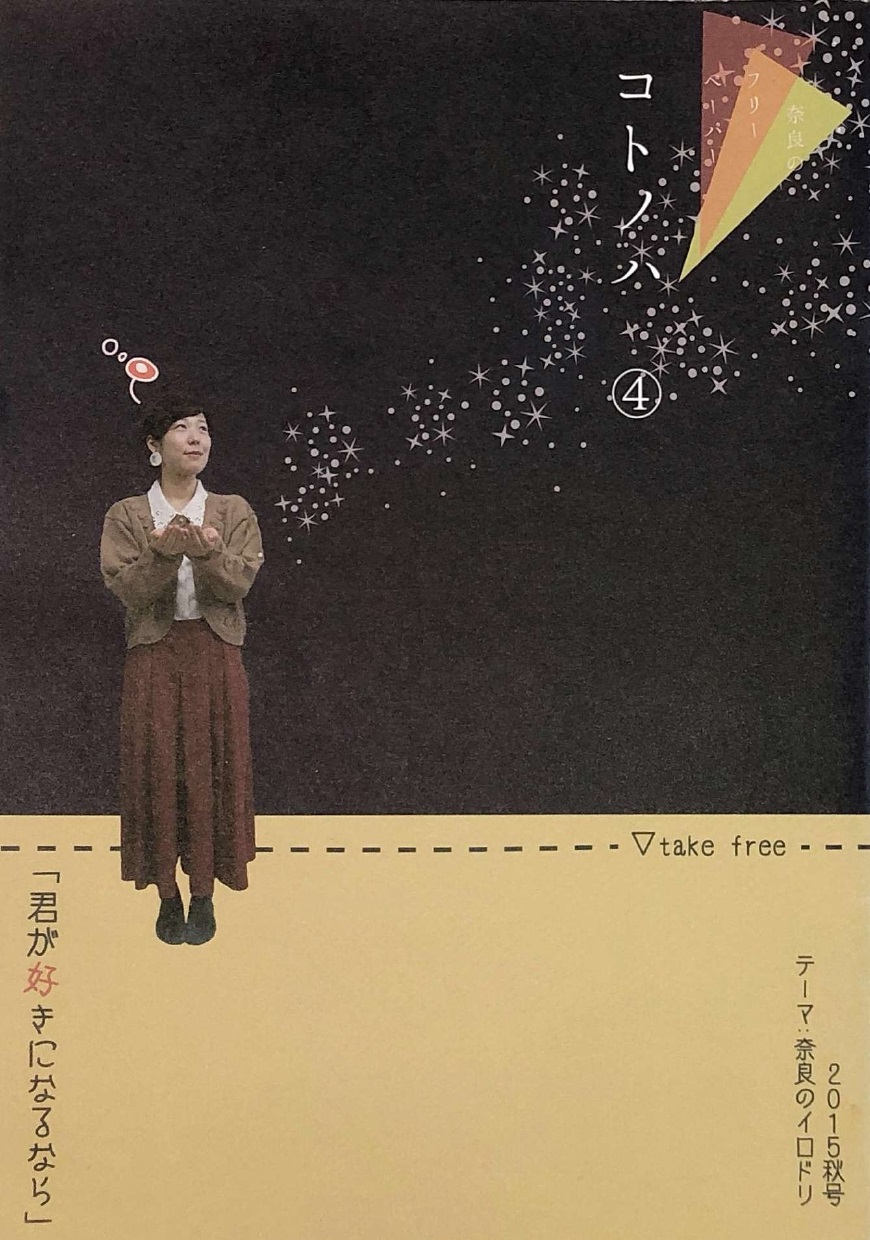 奈良の
フリー
ペーパー
コトノハ ④
▽take free
2015秋号
テーマ:奈良のイロドリ
「君が好きになるなら」